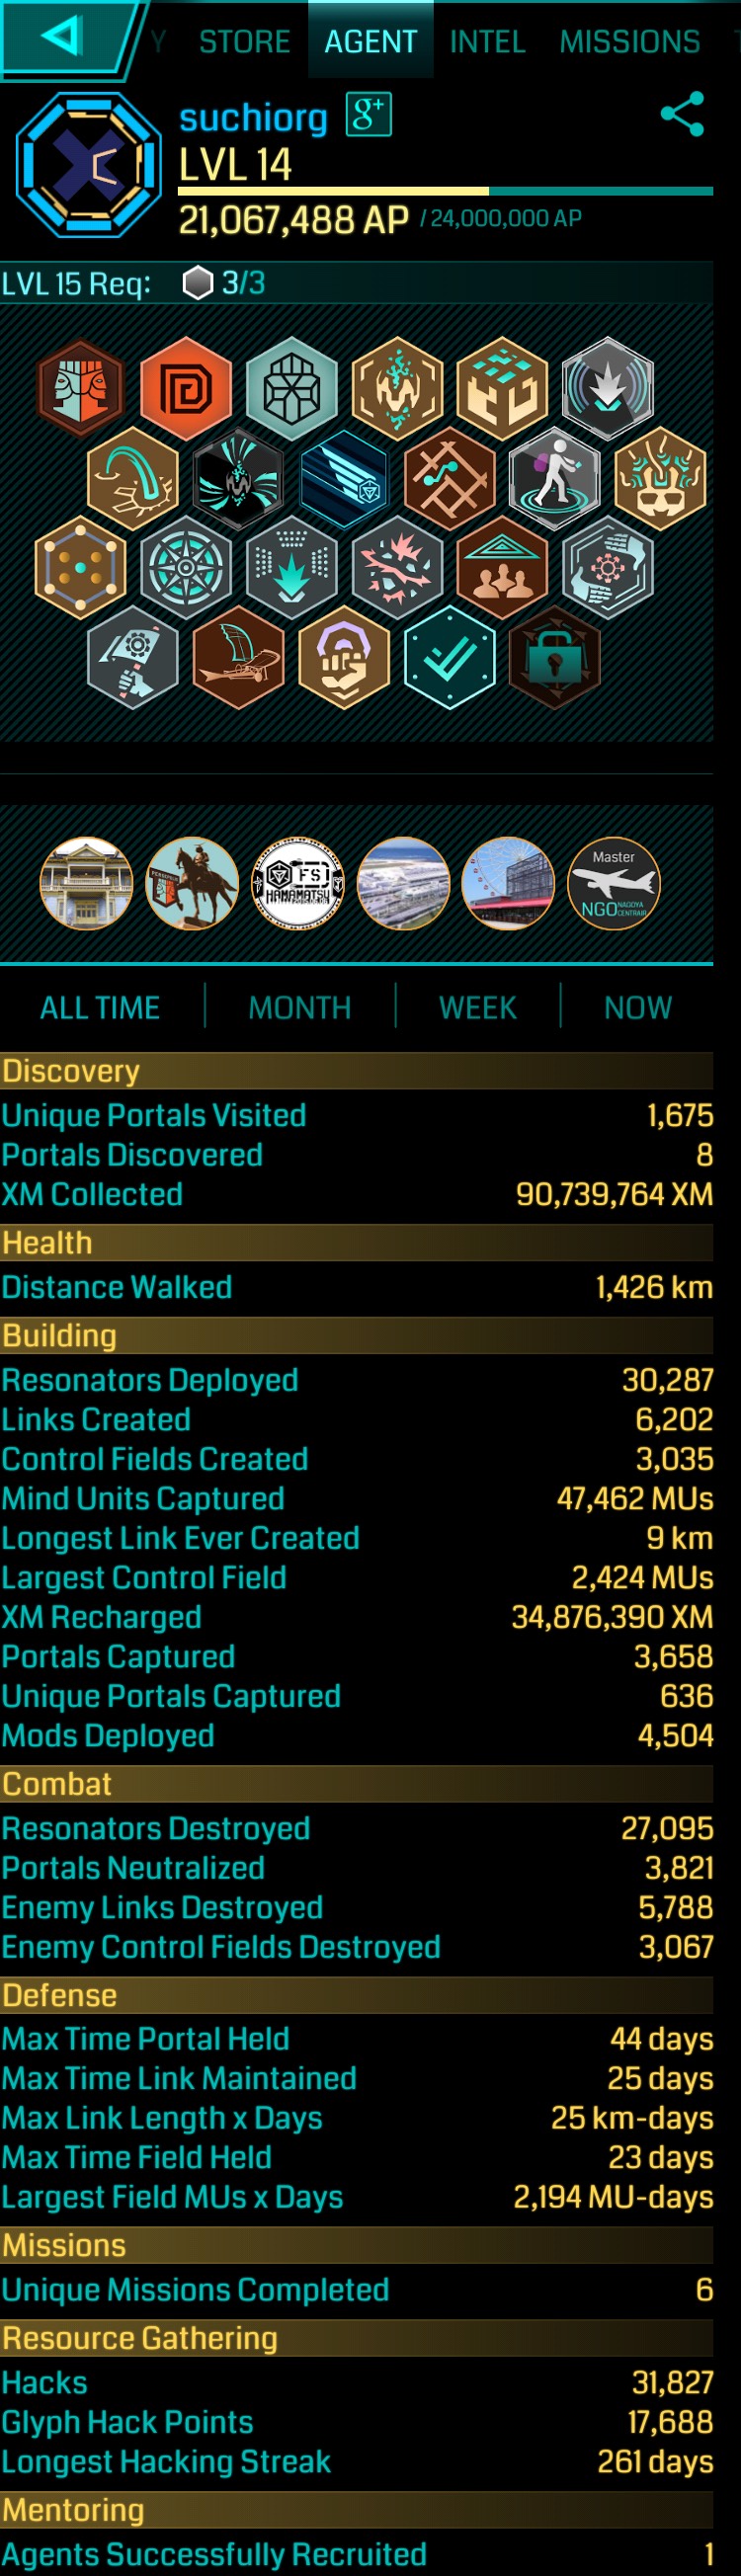 Y STORE AGENT INTEL MISSIONS
suchiorg g+
LVL 14
21,067,488 AP / 24,000,000 AP
LVL 15 Req: 3/3
PERSEPOLIS
FS
HAMAMATSU
Master
NGO NAGOYA CENTRAIR
ALL TIME MONTH WEEK NOW
Discovery
Unique Portals Visited 1,675
Portals Discovered 8
XM Collected 90,739,764 XM
Health
Distance Walked 1,426 km
Building
Resonators Deployed 30,287
Links Created 6,202
Control Fields Created 3,035
Mind Units Captured 47,462 MUs
Longest Link Ever Created 9 km
Largest Control Field 2,424 MUs
XM Recharged 34,876,390 XM
Portals Captured 3,658
Unique Portals Captured 636
Mods Deployed 4,504
Combat
Resonators Destroyed 27,095
Portals Neutralized 3,821
Enemy Links Destroyed 5,788
Enemy Control Fields Destroyed 3,067
Defense
Max Time Portal Held 44 days
Max Time Link Maintained 25 days
Max Link Length x Days 25 km-days
Max Time Field Held 23 days
Largest Field MUs x Days 2,194 MU-days
Missions
Unique Missions Completed 6
Resource Gathering
Hacks 31,827
Glyph Hack Points 17,688
Longest Hacking Streak 261 days
Mentoring
Agents Successfully Recruited 1